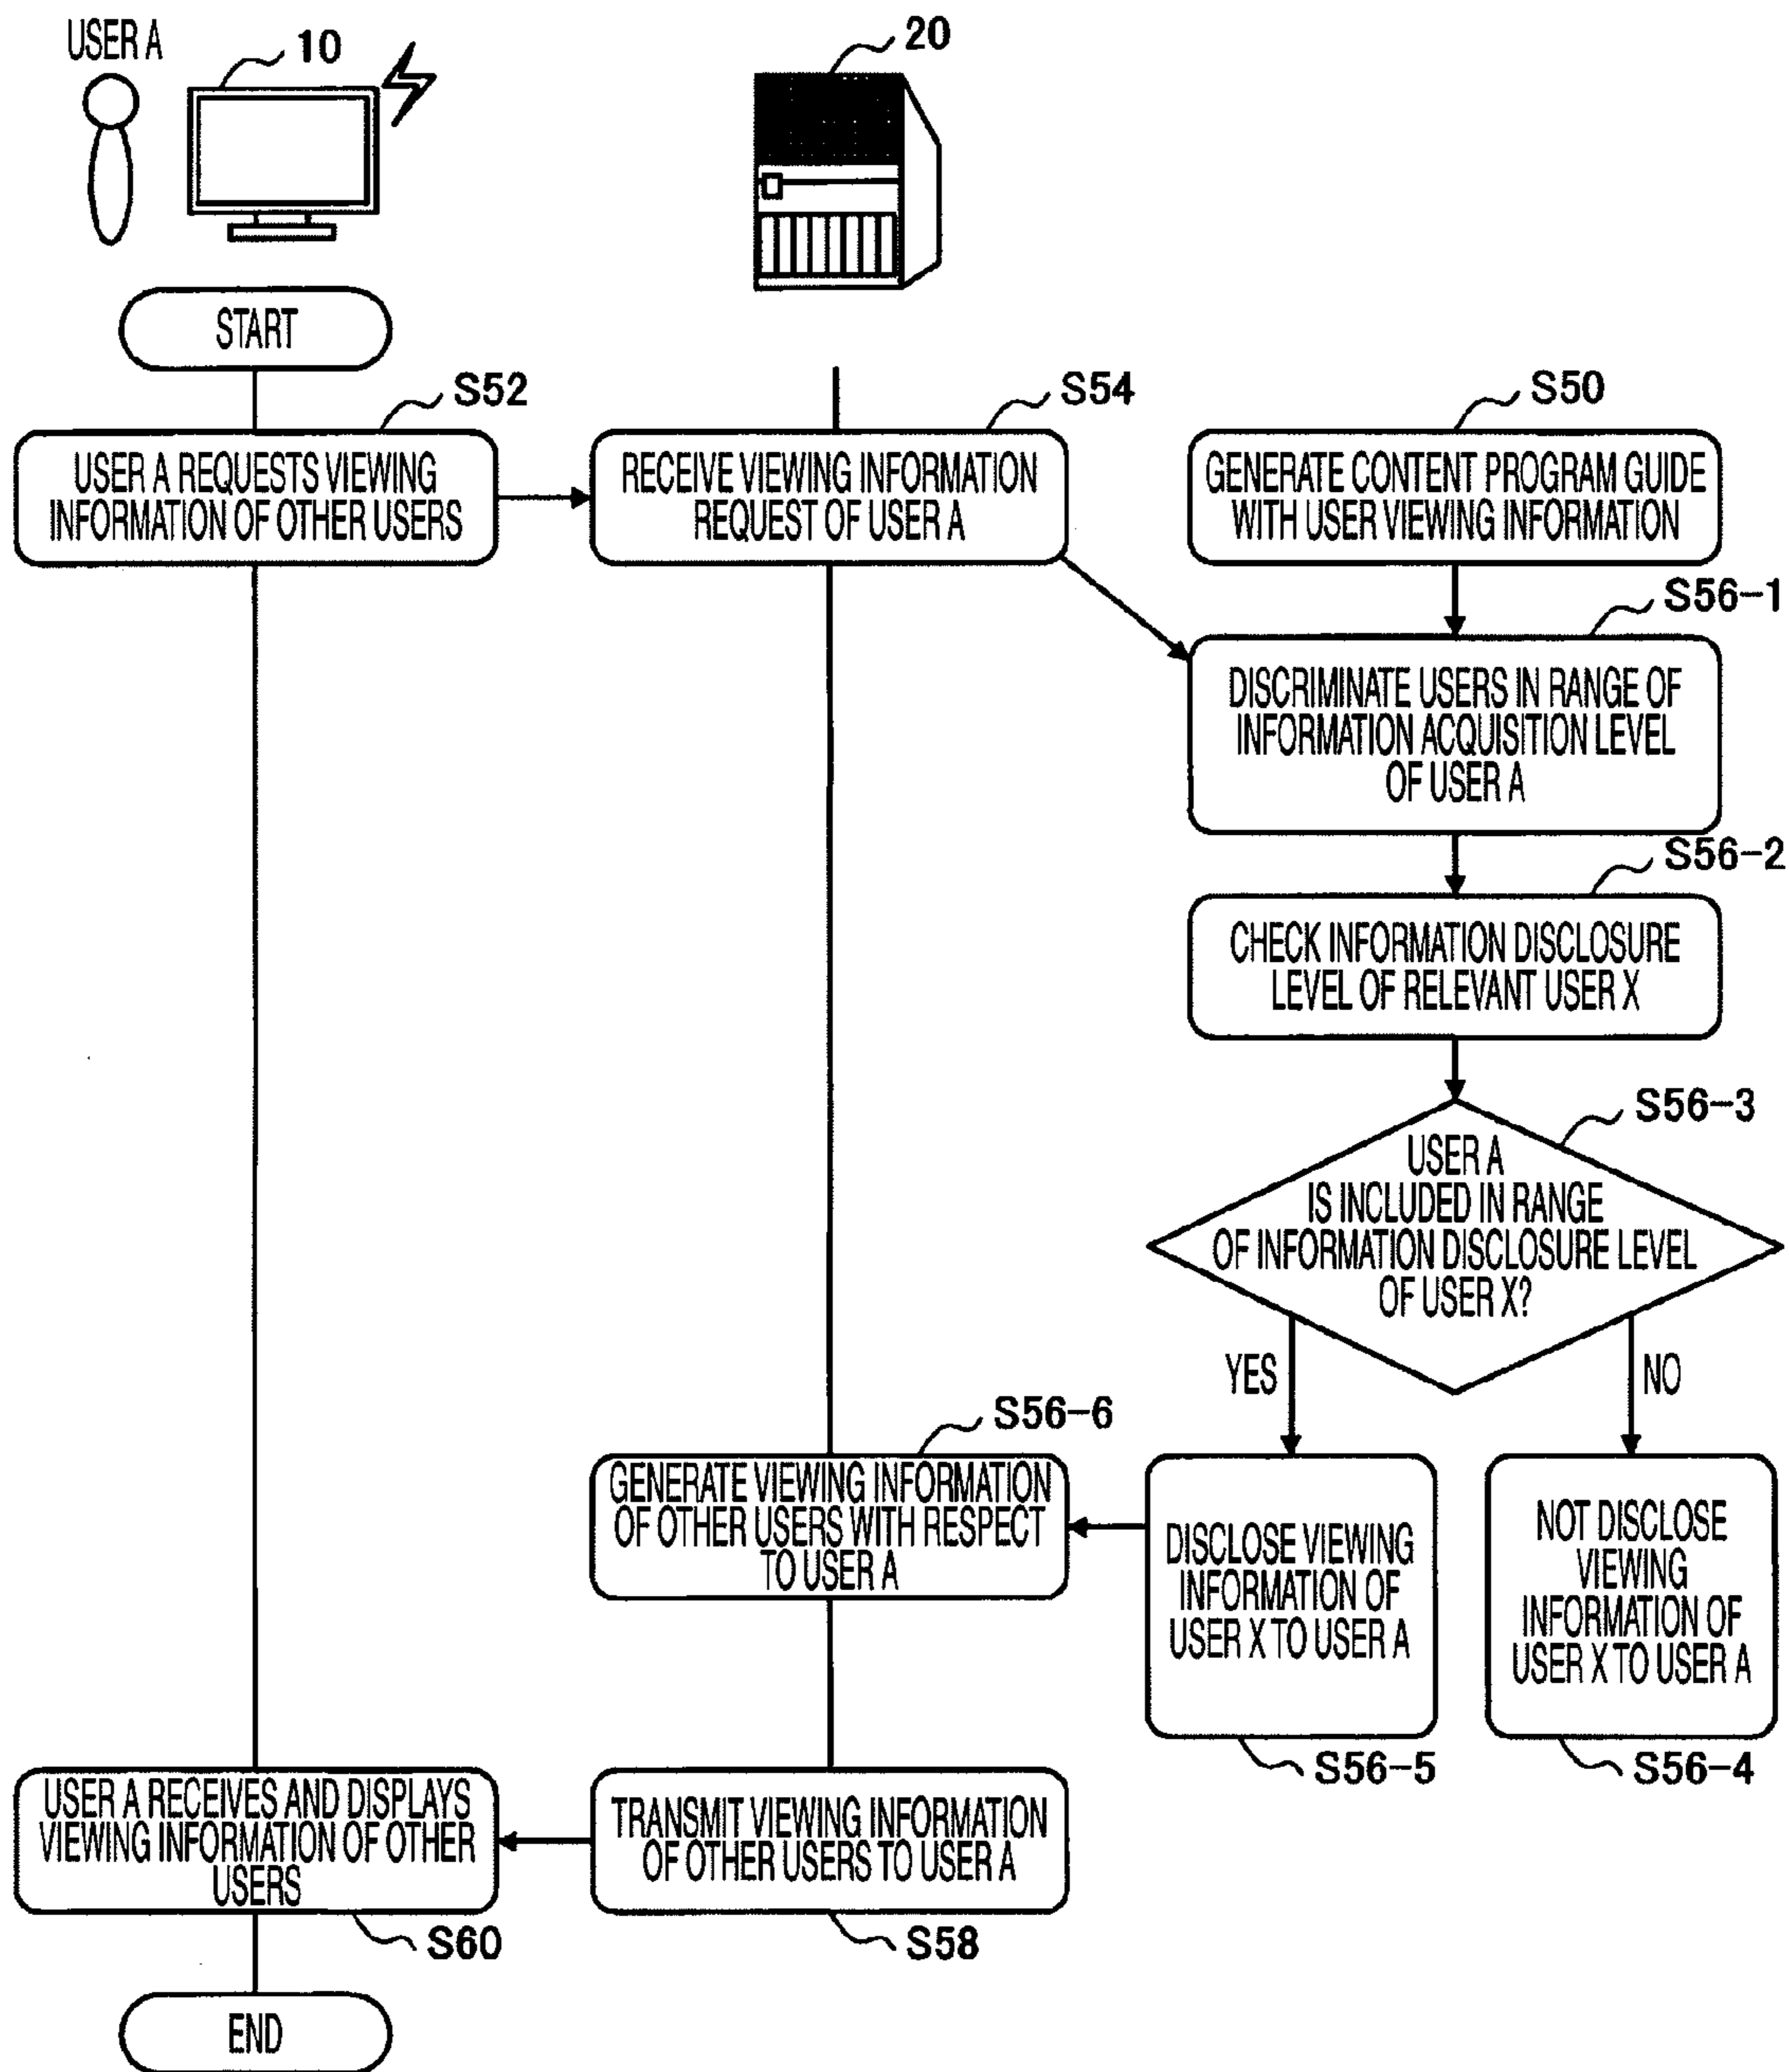 USER A
10
20
START
S52
S54
S50
USER A REQUESTS VIEWING
INFORMATION OF OTHER USERS
RECEIVE VIEWING INFORMATION
REQUEST OF USER A
GENERATE CONTENT PROGRAM GUIDE
WITH USER VIEWING INFORMATION
S56-1
DISCRIMINATE USERS IN RANGE OF
INFORMATION ACQUISITION LEVEL
OF USER A
S56-2
CHECK INFORMATION DISCLOSURE
LEVEL OF RELEVANT USER X
S56-3
USER A
IS INCLUDED IN RANGE
OF INFORMATION DISCLOSURE LEVEL
OF USER X?
YES
NO
S56-6
GENERATE VIEWING INFORMATION
OF OTHER USERS WITH RESPECT
TO USER A
DISCLOSE VIEWING
INFORMATION OF
USER X TO USER A
NOT DISCLOSE
VIEWING
INFORMATION OF
USER X TO USER A
S56-5
S56-4
USER A RECEIVES AND DISPLAYS
VIEWING INFORMATION OF OTHER
USERS
TRANSMIT VIEWING INFORMATION
OF OTHER USERS TO USER A
S60
S58
END